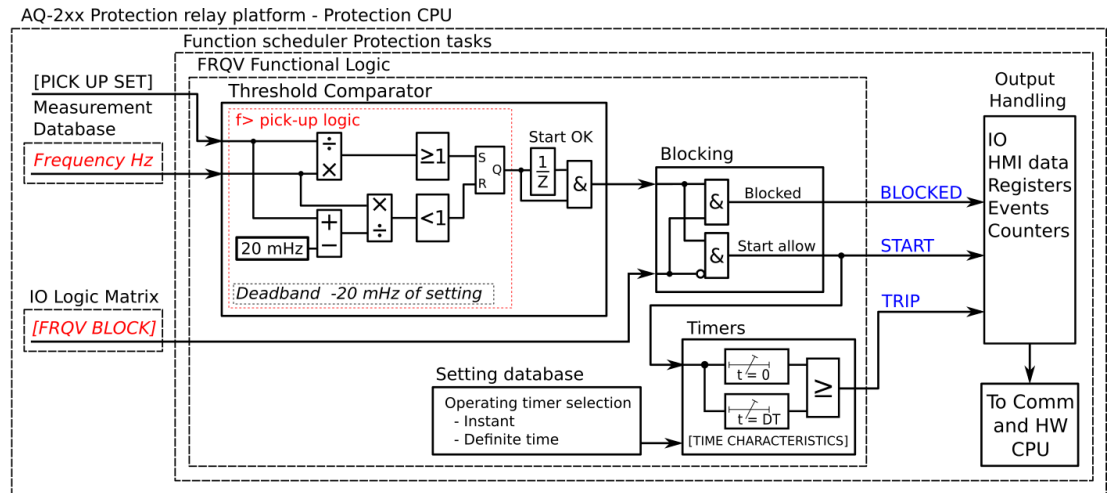 AQ-2xx Protection relay platform - Protection CPU
Function scheduler Protection tasks
FRQV Functional Logic
[PICK UP SET]
Measurement
Database
Frequency Hz
Threshold Comparator
f> pick-up logic
÷
×
≥1
S
Q
R
Start OK
1
Z
&
+
−
20 mHz
×
÷
<1
Deadband -20 mHz of setting
IO Logic Matrix
[FRQV BLOCK]
Blocking
&
Blocked
&
Start allow
BLOCKED
START
TRIP
Timers
t = 0
t = DT
≥
[TIME CHARACTERISTICS]
Setting database
Operating timer selection
- Instant
- Definite time
Output
Handling
IO
HMI data
Registers
Events
Counters
To Comm
and HW
CPU